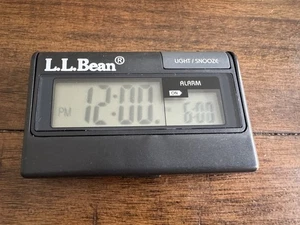 L.L.Bean®
LIGHT / SNOOZE
ALARM
PM 12:00
ON 6:00